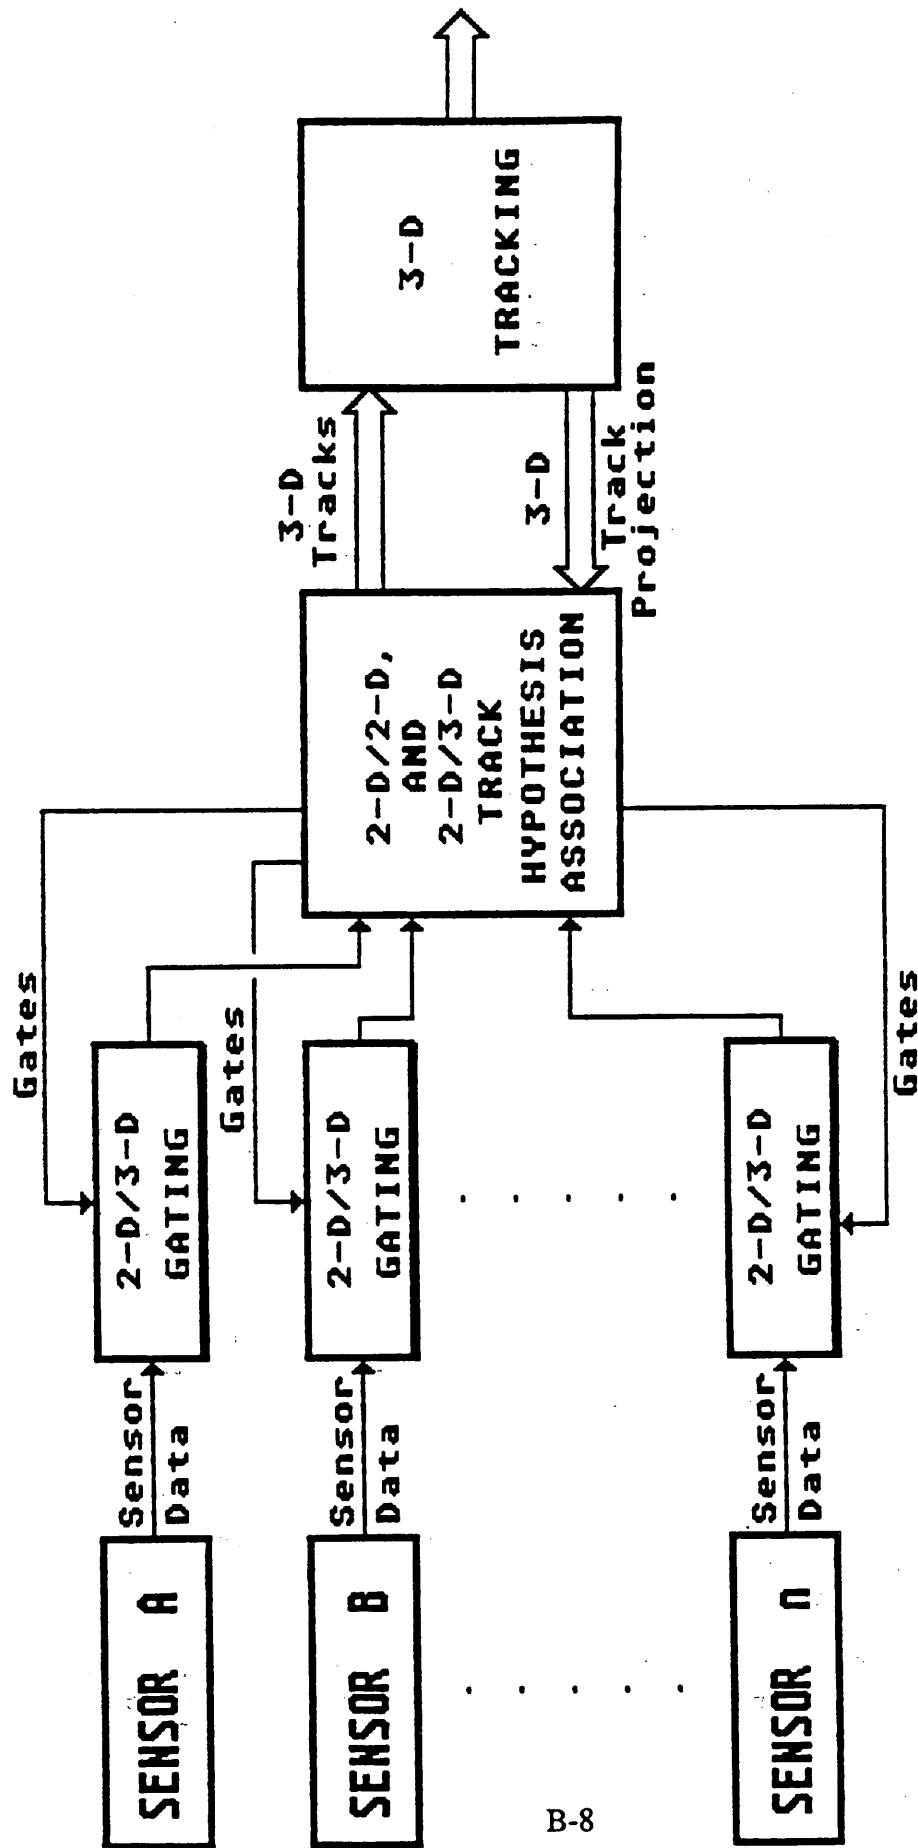 SENSOR A
Sensor
Data
2-D/3-D
GATING
Gates
SENSOR B
Sensor
Data
2-D/3-D
GATING
Gates
SENSOR n
Sensor
Data
2-D/3-D
GATING
Gates
2-D/2-D,
AND
2-D/3-D
TRACK
HYPOTHESIS
ASSOCIATION
3-D
Tracks
3-D
Track
Projection
3-D
TRACKING
B-8